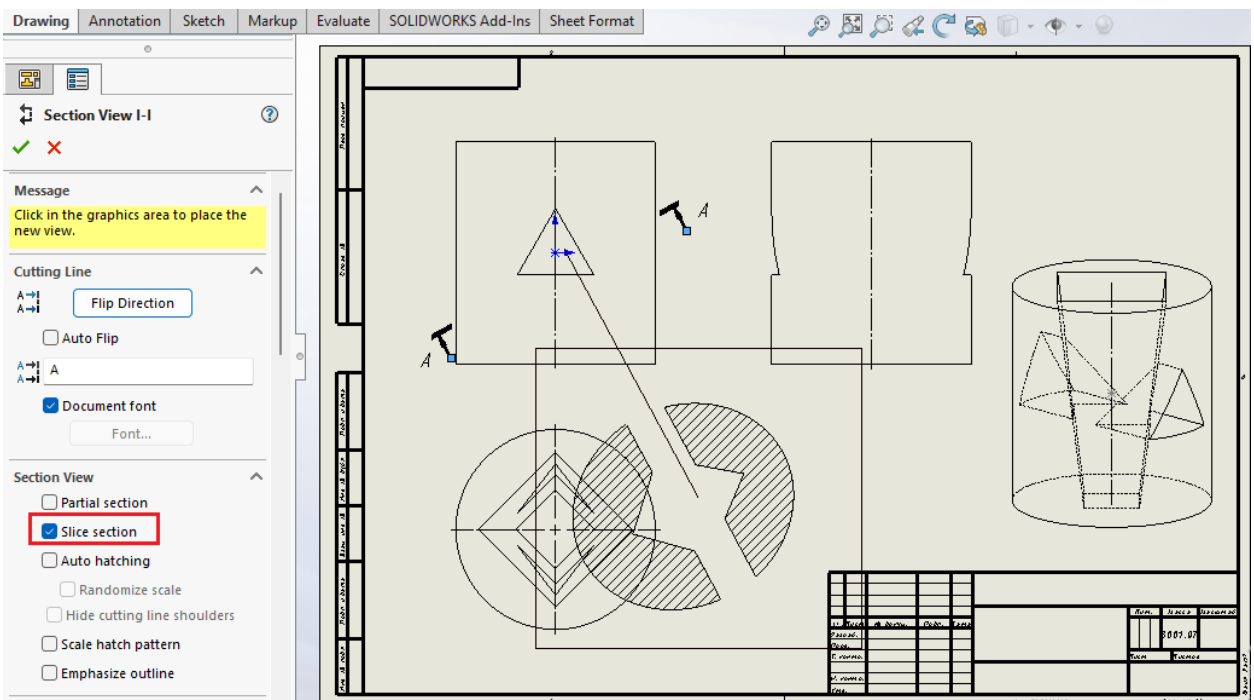 Drawing Annotation Sketch Markup Evaluate SOLIDWORKS Add-Ins Sheet Format
Section View I-I
Message
Click in the graphics area to place the
new view.
Cutting Line
Flip Direction
Auto Flip
A
Document font
Font...
Section View
Partial section
Slice section
Auto hatching
Randomize scale
Hide cutting line shoulders
Scale hatch pattern
Emphasize outline
A
A